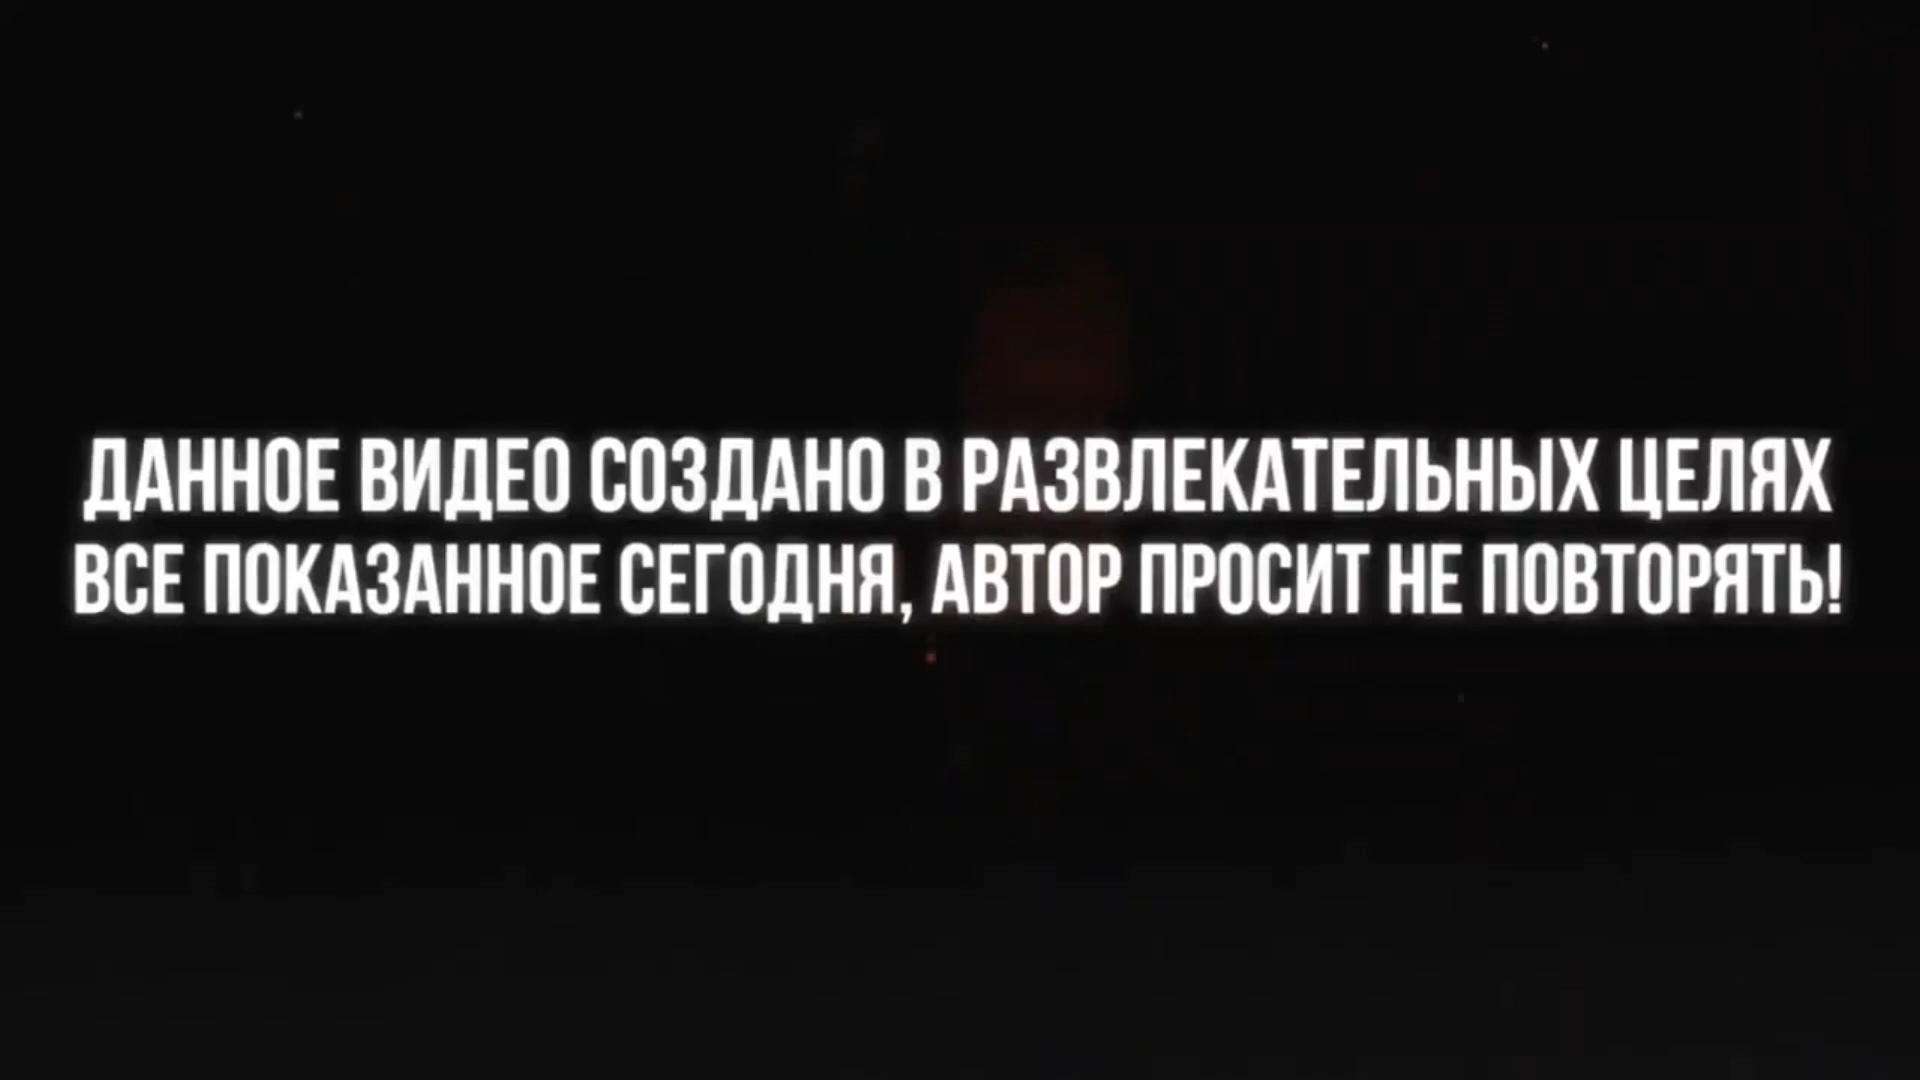 ДАННОЕ ВИДЕО СОЗДАНО В РАЗВЛЕКАТЕЛЬНЫХ ЦЕЛЯХ
ВСЕ ПОКАЗАННОЕ СЕГОДНЯ, АВТОР ПРОСИТ НЕ ПОВТОРЯТЬ!